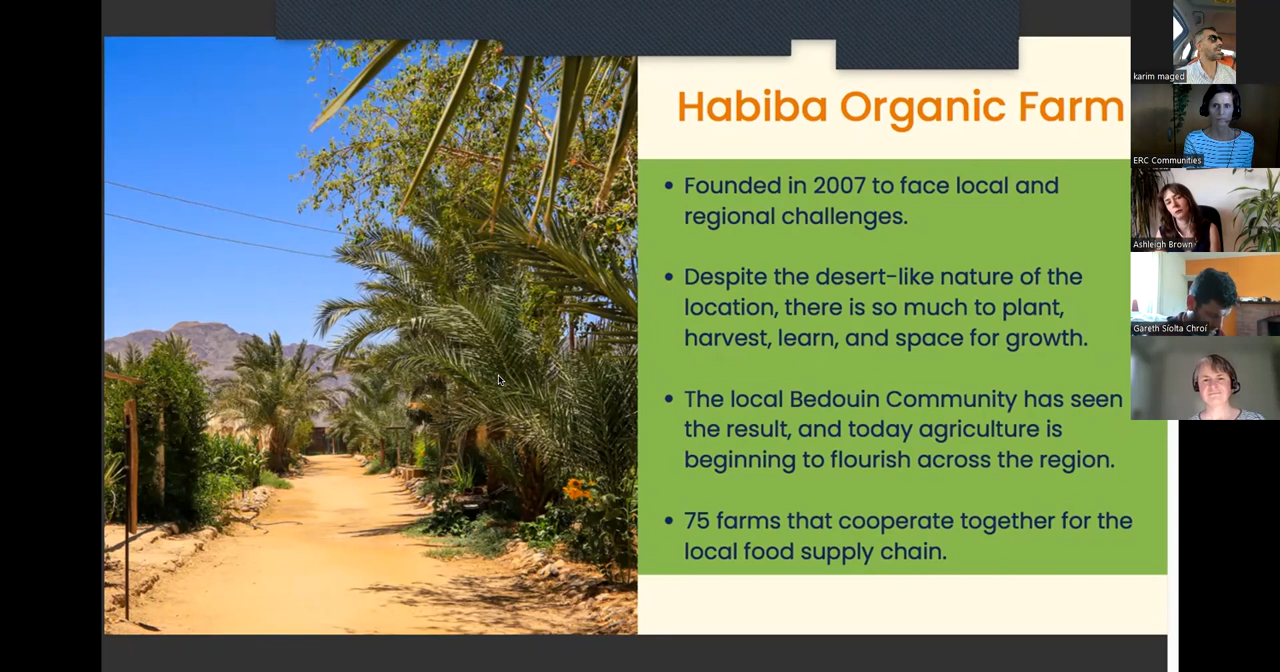 Habiba Organic Farm
• Founded in 2007 to face local and
regional challenges.
• Despite the desert-like nature of the
location, there is so much to plant,
harvest, learn, and space for growth.
• The local Bedouin Community has seen
the result, and today agriculture is
beginning to flourish across the region.
• 75 farms that cooperate together for the
local food supply chain.
karim maged
ERC Communities
Ashleigh Brown
Gareth Síolta Chroí